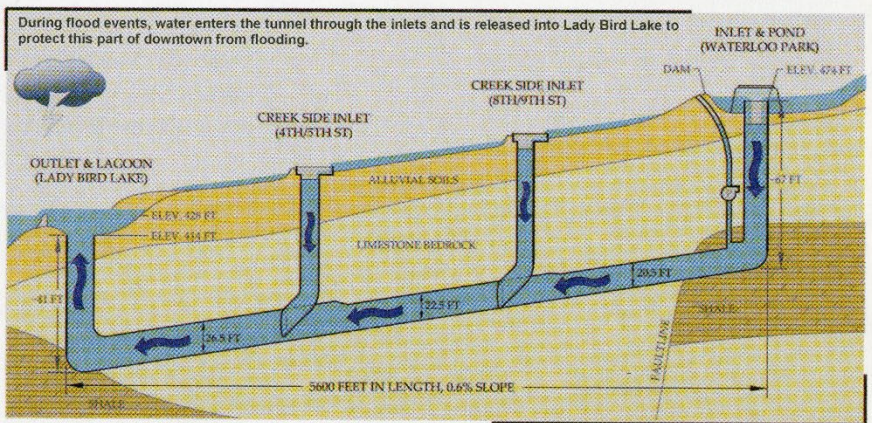 During flood events, water enters the tunnel through the inlets and is released into Lady Bird Lake to
protect this part of downtown from flooding.
INLET & POND
(WATERLOO PARK)
DAM
ELEV. 474 FT
CREEK SIDE INLET
(8TH/9TH ST)
CREEK SIDE INLET
(4TH/5TH ST)
OUTLET & LAGOON
(LADY BIRD LAKE)
ALLUVIAL SOILS
67 FT
ELEV. 428 FT
ELEV. 414 FT
LIMESTONE BEDROCK
41 FT
20.5 FT
22.5 FT
26.5 FT
SHALE
FAULTLINE
5600 FEET IN LENGTH, 0.6% SLOPE
SHALE